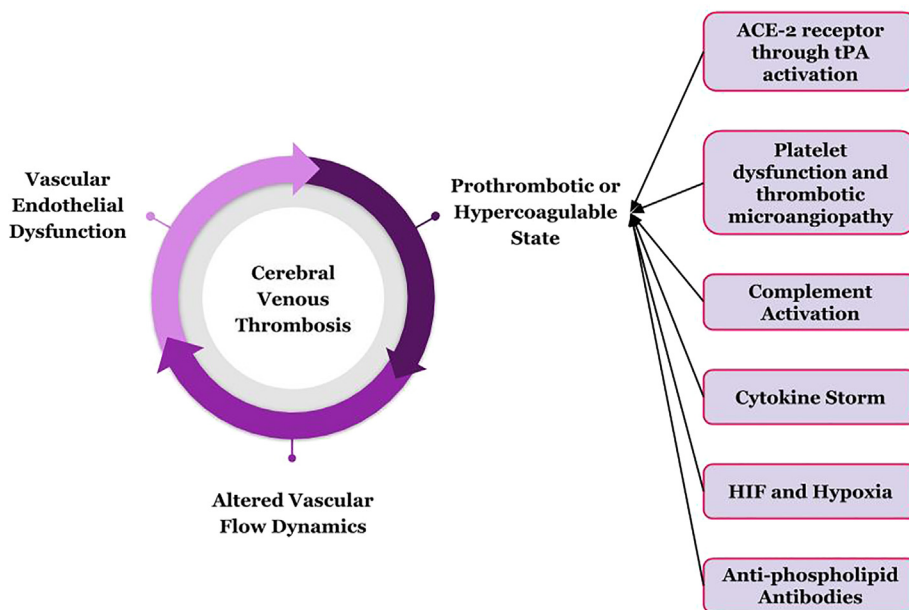 Vascular
Endothelial
Dysfunction
Cerebral
Venous
Thrombosis
Altered Vascular
Flow Dynamics
Prothrombotic or
Hypercoagulable
State
ACE-2 receptor
through tPA
activation
Platelet
dysfunction and
thrombotic
microangiopathy
Complement
Activation
Cytokine Storm
HIF and Hypoxia
Anti-phospholipid
Antibodies